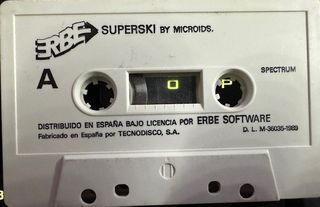 ERBE SUPERSKI BY MICROIDS.
A
O P
SPECTRUM
DISTRIBUIDO EN ESPAÑA BAJO LICENCIA POR ERBE SOFTWARE
Fabricado en España por TECNODISCO, S.A.
D. L. M-36035-1989